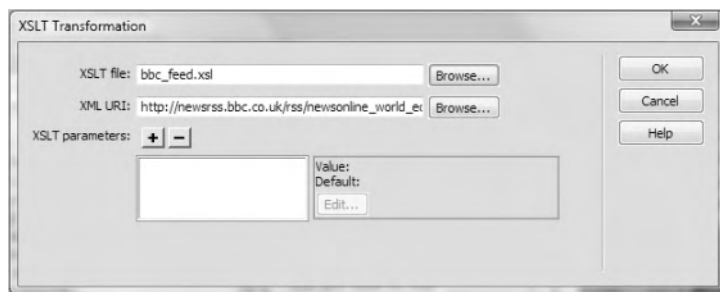 XSLT Transformation
XSLT file: bbc_feed.xsl Browse... OK
XML URI: http://newsrss.bbc.co.uk/rss/newsonline_world_ec Browse... Cancel
XSLT parameters: + − Help
Value:
Default:
Edit...